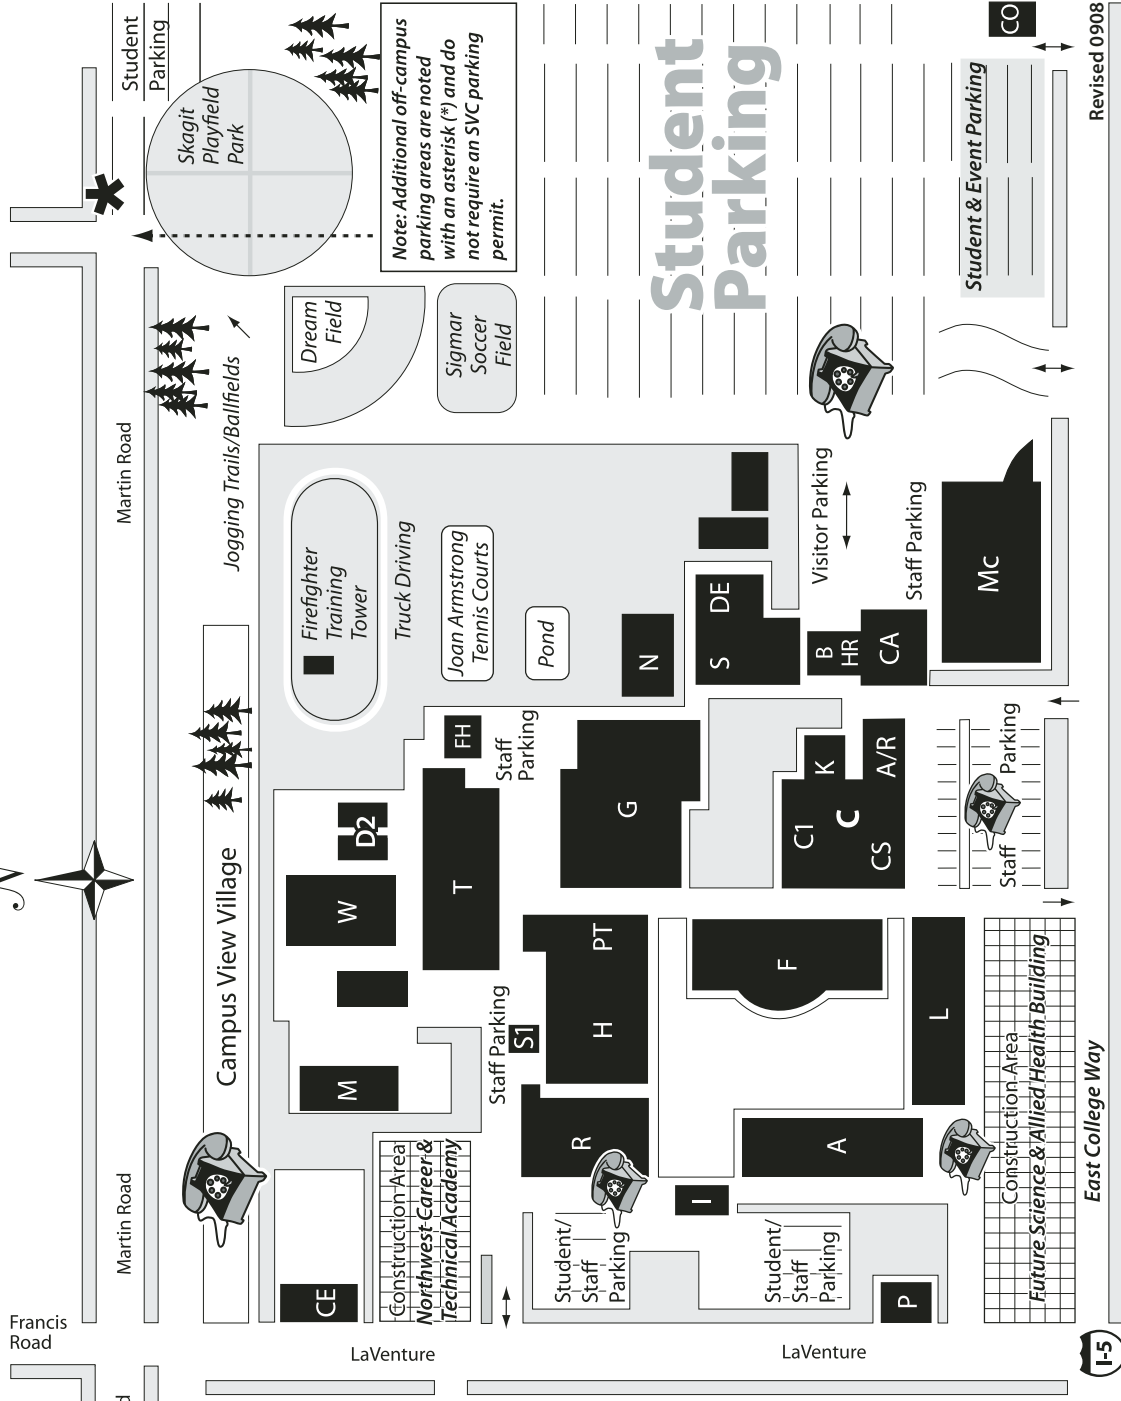 Student
Parking
Skagit
Playfield
Park
Note: Additional off-campus
parking areas are noted
with an asterisk (*) and do
not require an SVC parking
permit.
Student
Parking
CO
Student & Event Parking
Revised 0908
Martin Road
Jogging Trails/Ballfields
Dream
Field
Sigmar
Soccer
Field
Firefighter
Training
Tower
Truck Driving
Joan Armstrong
Tennis Courts
Pond
N
S
DE
Visitor Parking
B
HR
CA
Staff Parking
Mc
FH
Staff
Parking
G
K
A/R
C1
C
CS
Staff
Parking
N
Campus View Village
D2
W
T
M
Staff Parking
S1
H
PT
R
F
L
A
I
Construction Area
Future Science & Allied Health Building
East College Way
Martin Road
Construction Area
Northwest Career &
Technical Academy
CE
Student/
Staff
Parking
Student/
Staff
Parking
P
Francis
Road
LaVenture
LaVenture
I-5
d